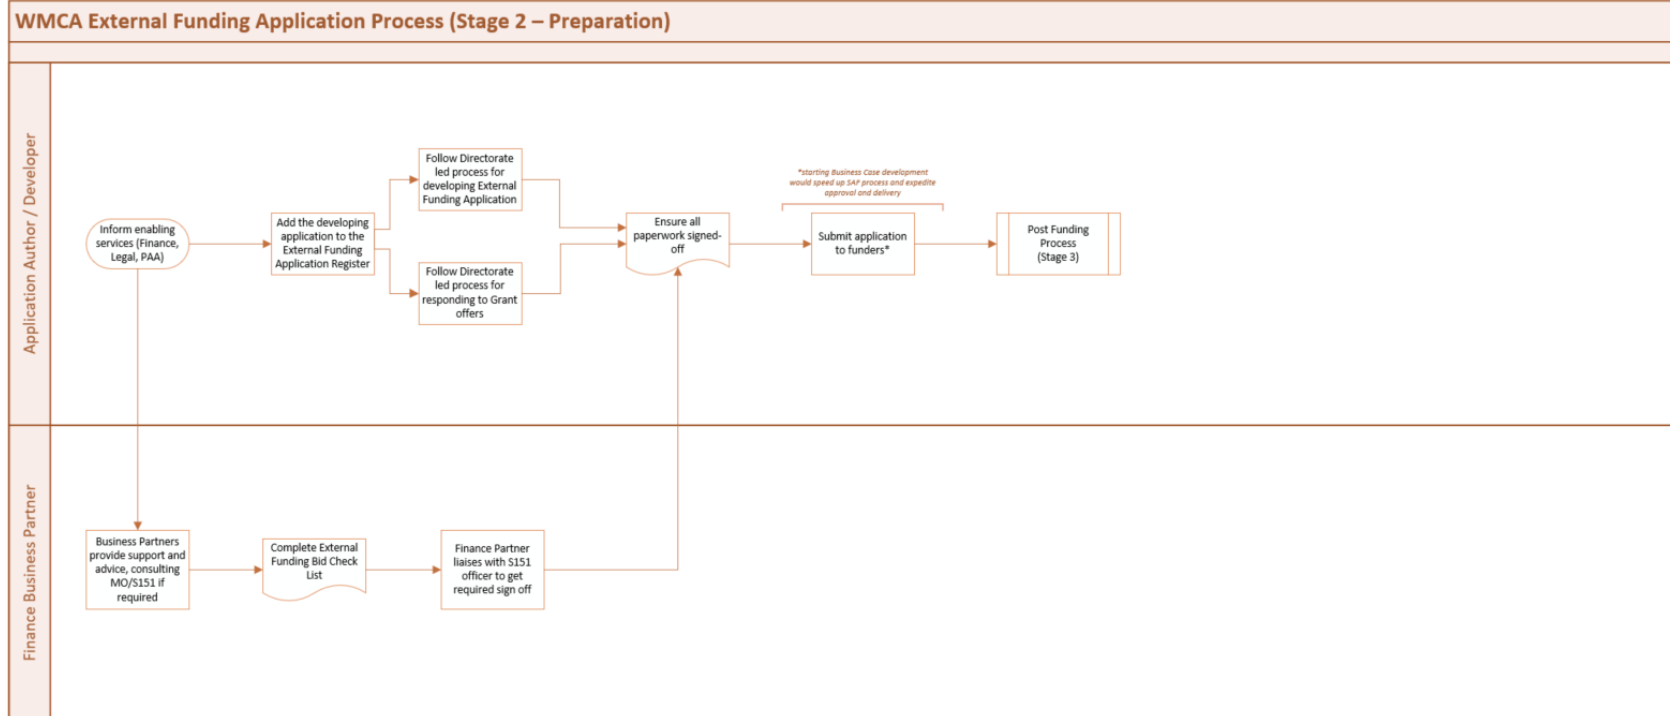 WMCA External Funding Application Process (Stage 2 – Preparation)
Application Author / Developer
Inform enabling
services (Finance,
Legal, PAA)
Add the developing
application to the
External Funding
Application Register
Follow Directorate
led process for
developing External
Funding Application
Follow Directorate
led process for
responding to Grant
offers
Ensure all
paperwork signed-
off
*starting Business Case development
would speed up SAF process and expedite
approval and delivery
Submit application
to funders*
Post Funding
Process
(Stage 3)
Finance Business Partner
Business Partners
provide support and
advice, consulting
MO/S151 if
required
Complete External
Funding Bid Check
List
Finance Partner
liaises with S151
officer to get
required sign off